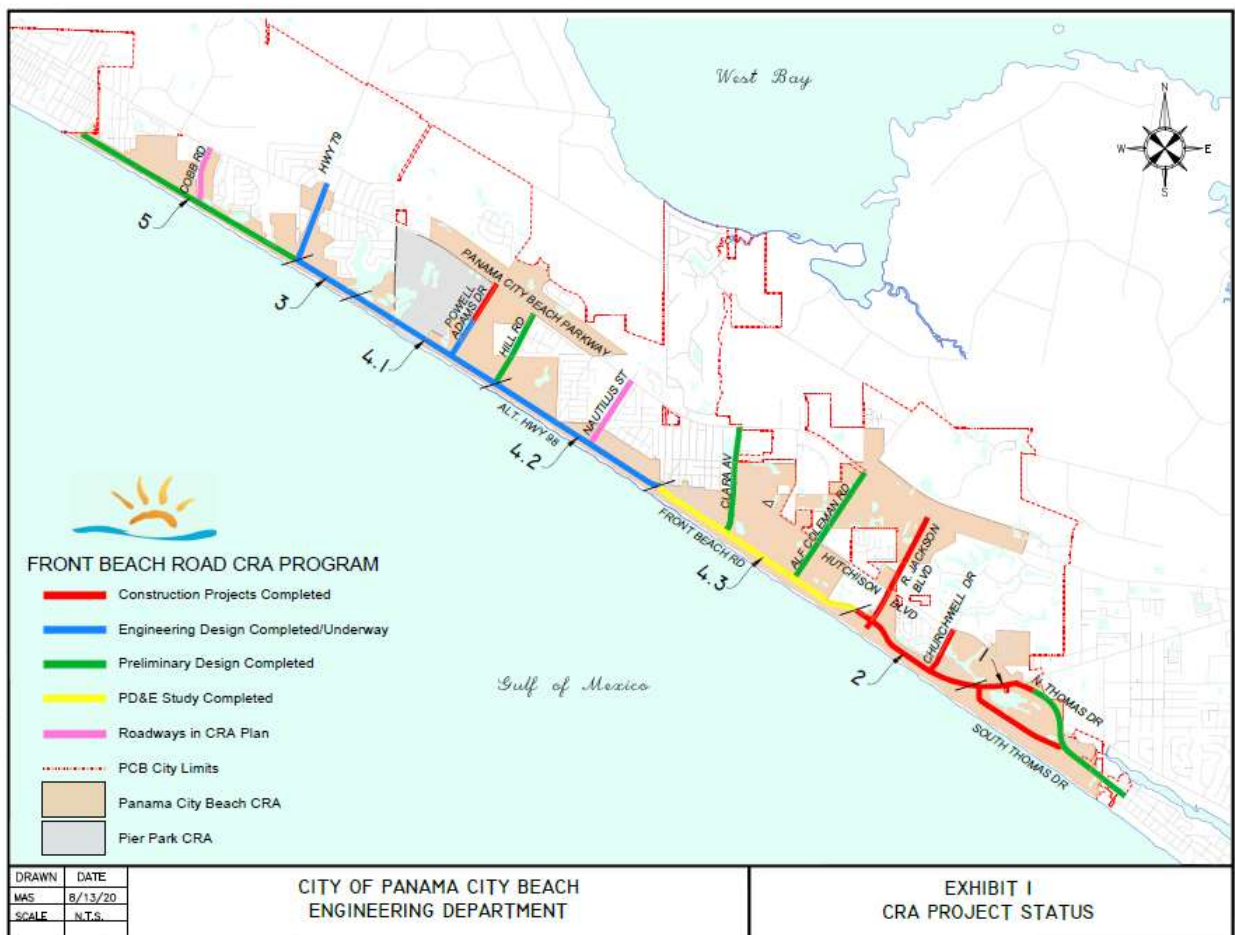 West Bay
N
W
E
S
HWY 79
COBB RD
5
3
PANAMA CITY BEACH PARKWAY
POWELL
ADAMS DR
HILL RD
4.1
ALT. HWY 98
NAUTILUS ST
4.2
CLARA AV
ALF COLEMAN RD
FRONT BEACH RD
4.3
HUTCHISON
BLVD
R. JACKSON
BLVD
CHURCHWELL DR
1
2
N. THOMAS DR
SOUTH THOMAS DR
Gulf of Mexico
FRONT BEACH ROAD CRA PROGRAM
Construction Projects Completed
Engineering Design Completed/Underway
Preliminary Design Completed
PD&E Study Completed
Roadways in CRA Plan
PCB City Limits
Panama City Beach CRA
Pier Park CRA
DRAWN DATE
MAS 8/13/20
SCALE N.T.S.
CITY OF PANAMA CITY BEACH
ENGINEERING DEPARTMENT
EXHIBIT 1
CRA PROJECT STATUS